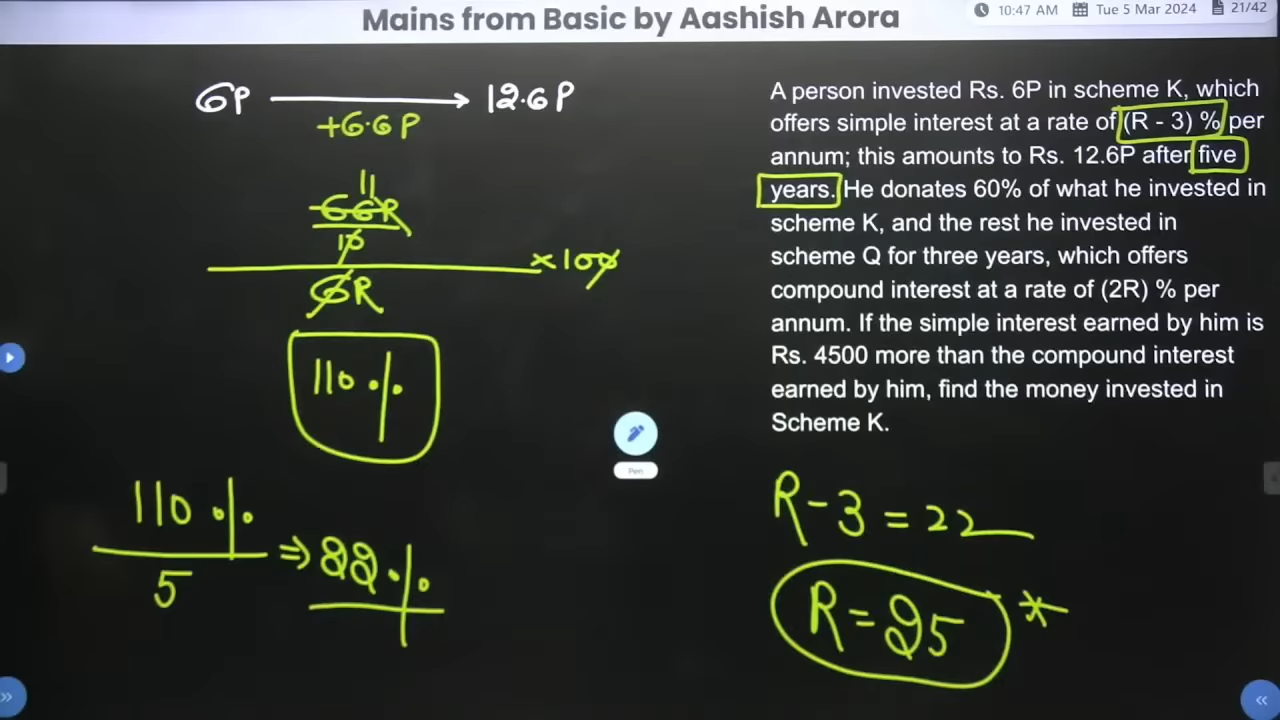 Mains from Basic by Aashish Arora
10:47 AM Tue 5 Mar 2024 21/42
6P 12.6P
+6.6P
11
66P
10
×100
6P
110%
110%
5
⇒ 22%
A person invested Rs. 6P in scheme K, which
offers simple interest at a rate of (R - 3) % per
annum; this amounts to Rs. 12.6P after five
years. He donates 60% of what he invested in
scheme K, and the rest he invested in
scheme Q for three years, which offers
compound interest at a rate of (2R) % per
annum. If the simple interest earned by him is
Rs. 4500 more than the compound interest
earned by him, find the money invested in
Scheme K.
Pen
R-3=22
R=25 *